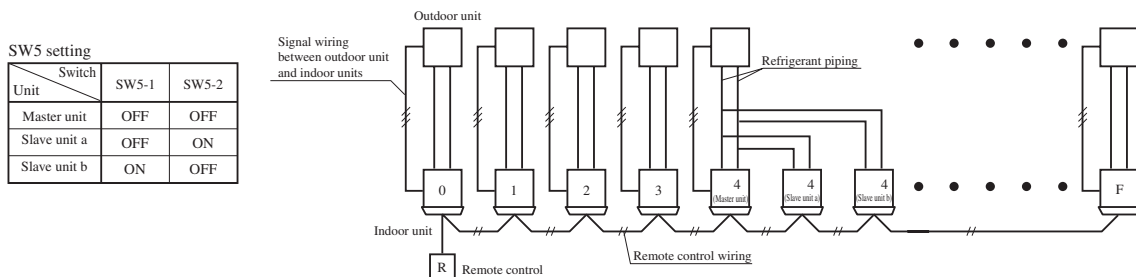 SW5 setting
Switch
Unit
SW5-1
SW5-2
Master unit
OFF
OFF
Slave unit a
OFF
ON
Slave unit b
ON
OFF
Outdoor unit
Signal wiring
between outdoor unit
and indoor units
Refrigerant piping
0
1
2
3
4
(Master unit)
4
(Slave unit a)
4
(Slave unit b)
F
Indoor unit
Remote control wiring
R
Remote control